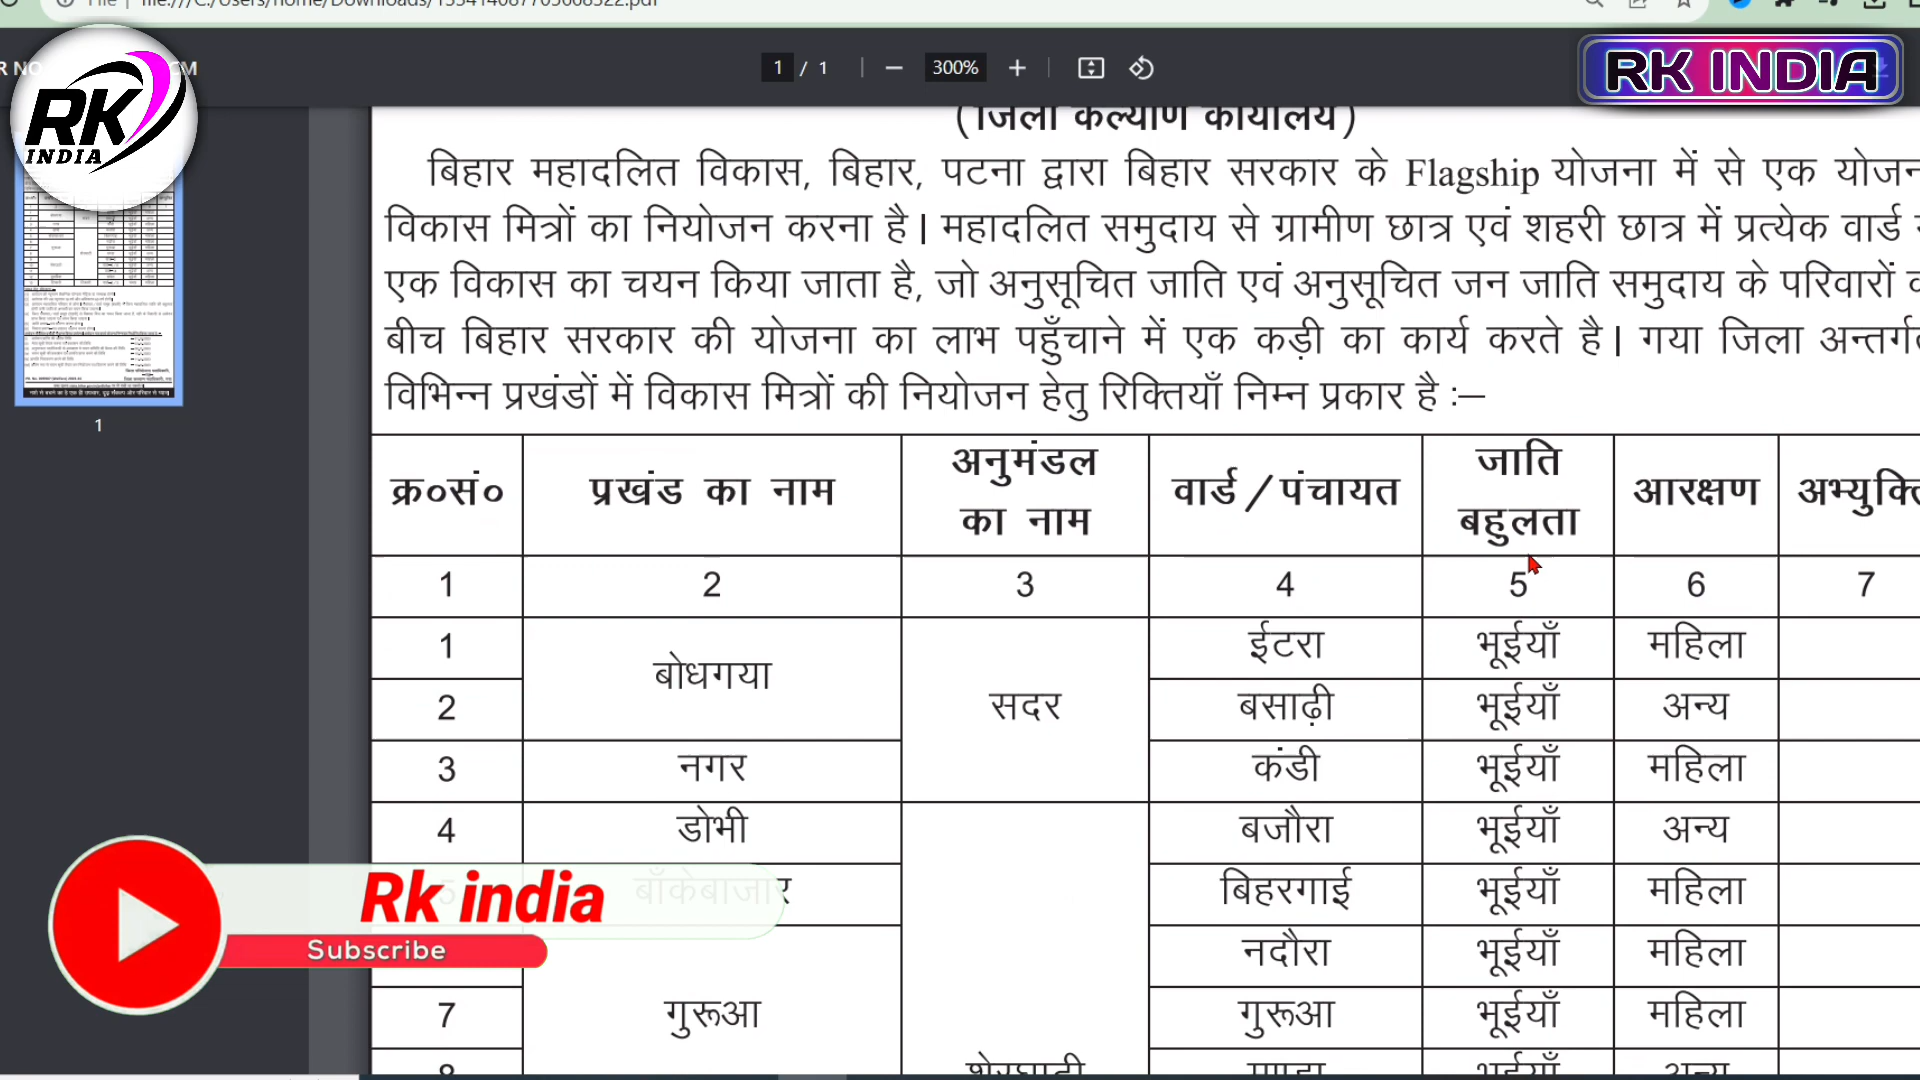 1 / 1
300%
RK INDIA
RK
INDIA
(जिला कल्याण कार्यालय)
बिहार महादलित विकास, बिहार, पटना द्वारा बिहार सरकार के Flagship योजना में से एक
विकास मित्रों का नियोजन करना है| महादलित समुदाय से ग्रामीण छात्र एवं शहरी छात्र में प्रत्येक वार्ड
एक विकास का चयन किया जाता है, जो अनुसूचित जाति एवं अनुसूचित जन जाति समुदाय के परिवारों
बीच बिहार सरकार की योजना का लाभ पहुँचाने में एक कड़ी का कार्य करते है| गया जिला
विभिन्न प्रखंडों में विकास मित्रों की नियोजन हेतु रिक्तियाँ निम्न प्रकार है :–
क्र०सं० प्रखंड का नाम अनुमंडल का नाम वार्ड/पंचायत जाति बहुलता आरक्षण
1 2 3 4 5 6 7
1 बोधगया सदर ईटरा भूईयाँ महिला
2 बसाढ़ी भूईयाँ अन्य
3 नगर कंडी भूईयाँ महिला
4 डोभी बजौरा भूईयाँ अन्य
5 बाँकेबाजार बिहरगाई भूईयाँ महिला
नदौरा भूईयाँ महिला
7 गुरूआ गुरूआ भूईयाँ महिला
1
Rk india
Subscribe